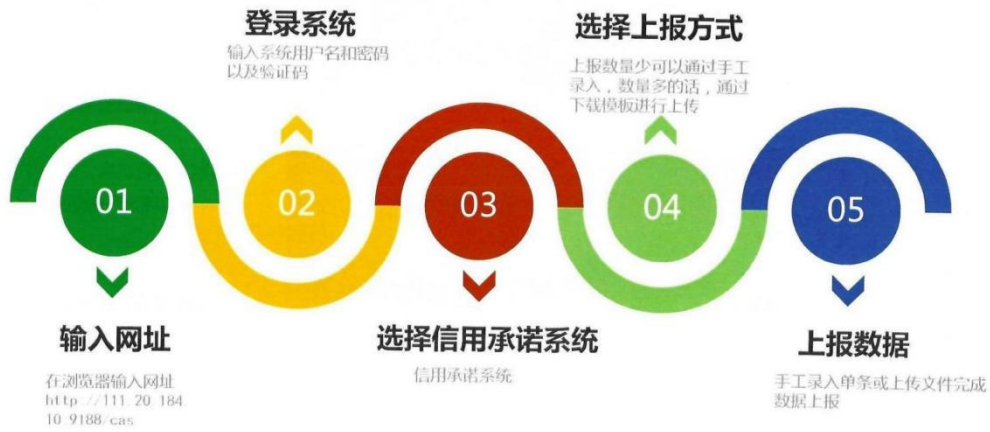 登录系统
输入系统用户名和密码
以及验证码
选择上报方式
上报数量少可以通过手工
录入，数量多的话，通过
下载模板进行上传
01
02
03
04
05
输入网址
在浏览器输入网址
http //111 20 184
10 9188/cas
选择信用承诺系统
信用承诺系统
上报数据
手工录入单条或上传文件完成
数据上报